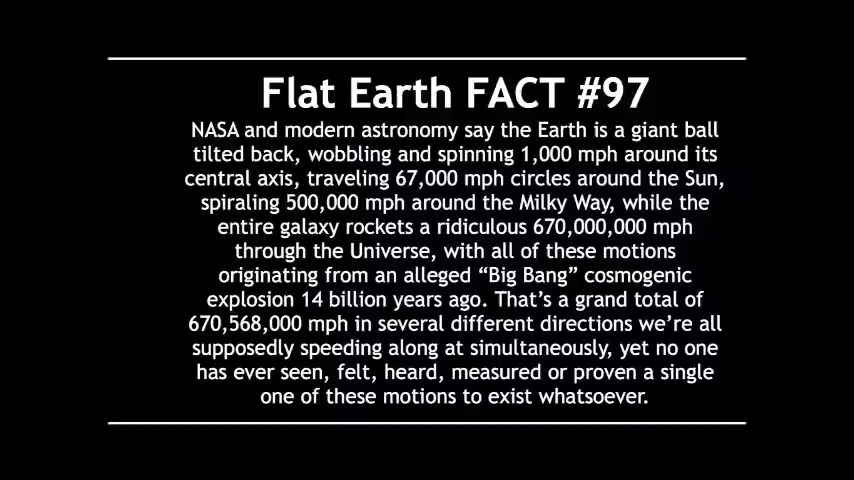 Flat Earth FACT #97
NASA and modern astronomy say the Earth is a giant ball
tilted back, wobbling and spinning 1,000 mph around its
central axis, traveling 67,000 mph circles around the Sun,
spiraling 500,000 mph around the Milky Way, while the
entire galaxy rockets a ridiculous 670,000,000 mph
through the Universe, with all of these motions
originating from an alleged “Big Bang” cosmogenic
explosion 14 billion years ago. That’s a grand total of
670,568,000 mph in several different directions we’re all
supposedly speeding along at simultaneously, yet no one
has ever seen, felt, heard, measured or proven a single
one of these motions to exist whatsoever.